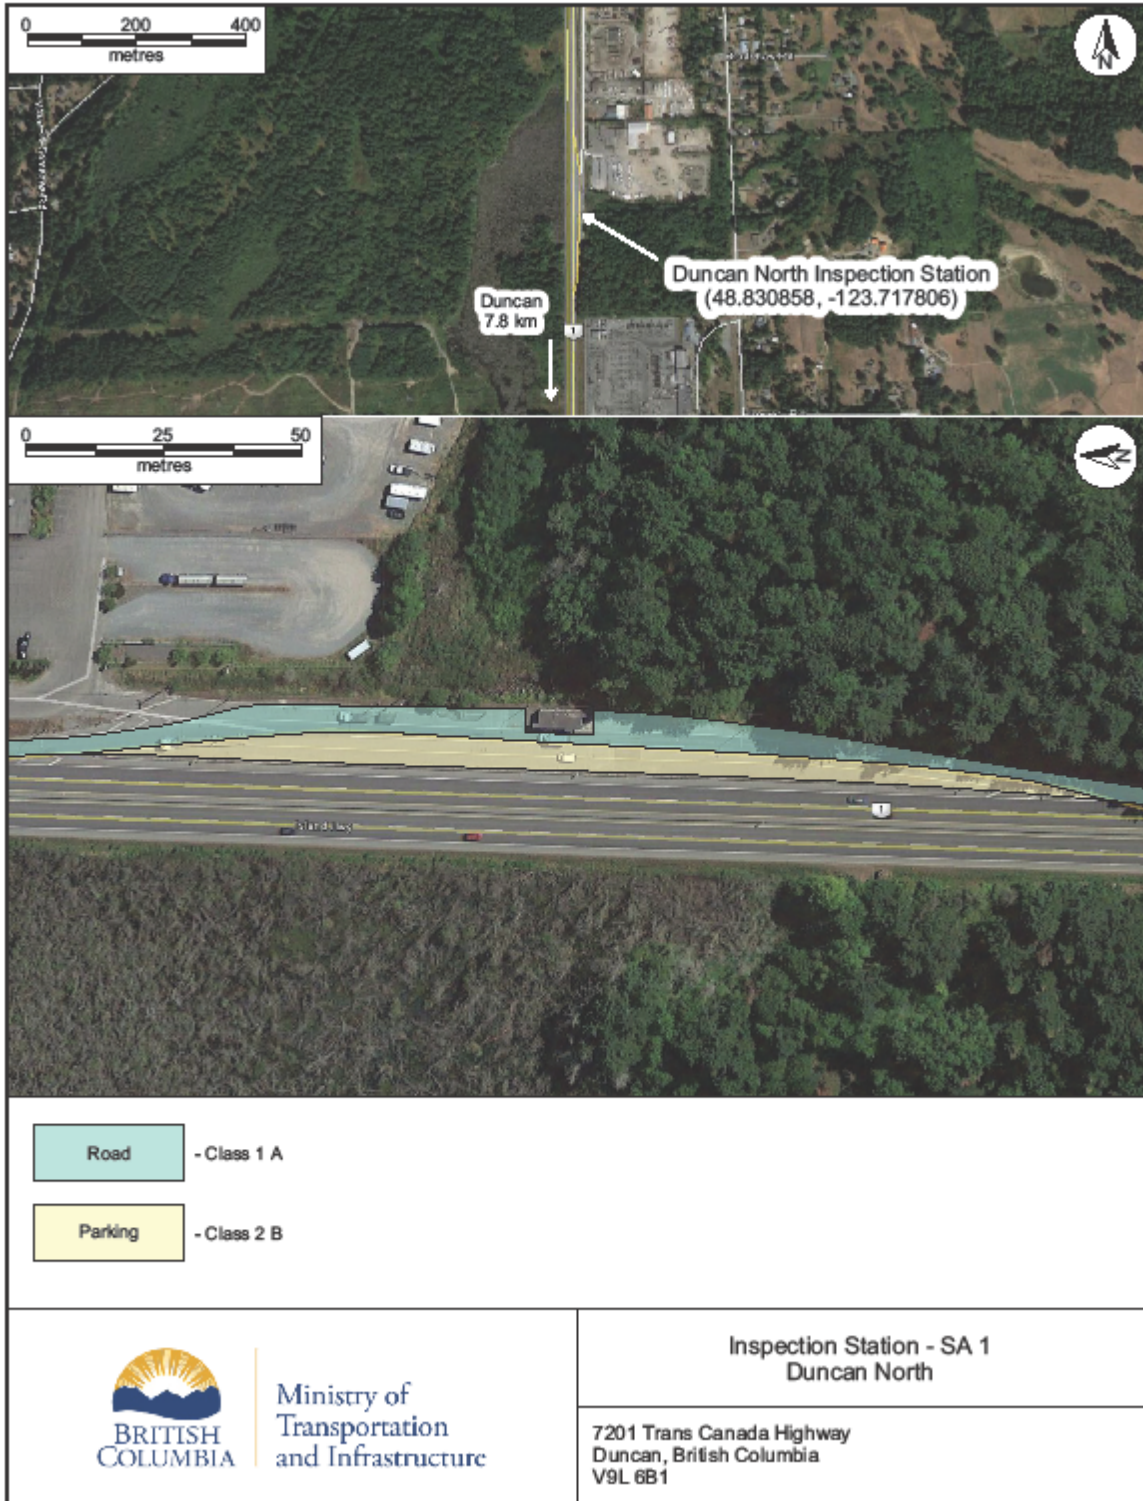 0 200 400
metres
N
Duncan North Inspection Station
(48.830858, -123.717806)
Duncan
7.8 km
1
0 25 50
metres
N
1
Island Hwy
Road - Class 1 A
Parking - Class 2 B
BRITISH
COLUMBIA
Ministry of
Transportation
and Infrastructure
Inspection Station - SA 1
Duncan North
7201 Trans Canada Highway
Duncan, British Columbia
V9L 6B1